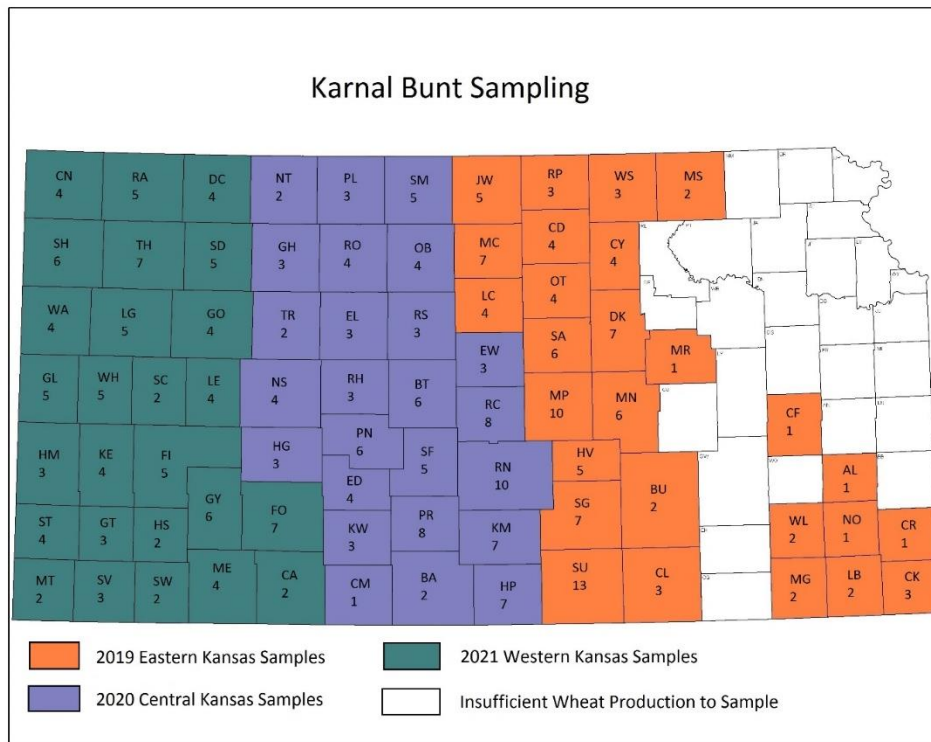 Karnal Bunt Sampling
CN RA DC NT PL SM JW RP WS MS
4 5 4 2 3 5 5 3 3 2
SH TH SD GH RO OB MC CD CY
6 7 5 3 4 4 7 4 4
WA LG GO TR EL RS LC OT DK
4 5 4 2 3 3 4 4 7
EW SA MR
3 6 1
GL WH SC LE NS RH BT RC MP MN CF
5 5 2 4 4 3 6 8 10 6 1
HM KE FI HG PN SF RN HV AL
3 4 5 3 6 5 10 5 1
GY FO ED PR SG BU
6 7 4 8 7 2
ST GT HS KW KM WL NO CR
4 3 2 3 7 2 1 1
MT SV SW ME CA CM BA HP SU CL MG LB CK
2 3 2 4 2 1 2 7 13 3 2 2 3
2019 Eastern Kansas Samples
2021 Western Kansas Samples
2020 Central Kansas Samples
Insufficient Wheat Production to Sample